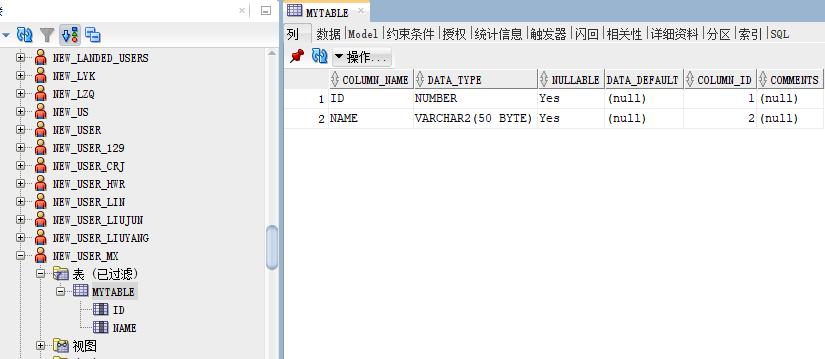 NEW_LANDED_USERS
NEW_LYK
NEW_LZQ
NEW_US
NEW_USER
NEW_USER_129
NEW_USER_CRJ
NEW_USER_HWR
NEW_USER_LIN
NEW_USER_LIUJUN
NEW_USER_LIUYANG
NEW_USER_MX
表 (已过滤)
MYTABLE
ID
NAME
视图
MYTABLE
列 数据 Model 约束条件 授权 统计信息 触发器 闪回 相关性 详细资料 分区 索引 SQL
操作...
COLUMN_NAME DATA_TYPE NULLABLE DATA_DEFAULT COLUMN_ID COMMENTS
1 ID NUMBER Yes (null) 1 (null)
2 NAME VARCHAR2(50 BYTE) Yes (null) 2 (null)